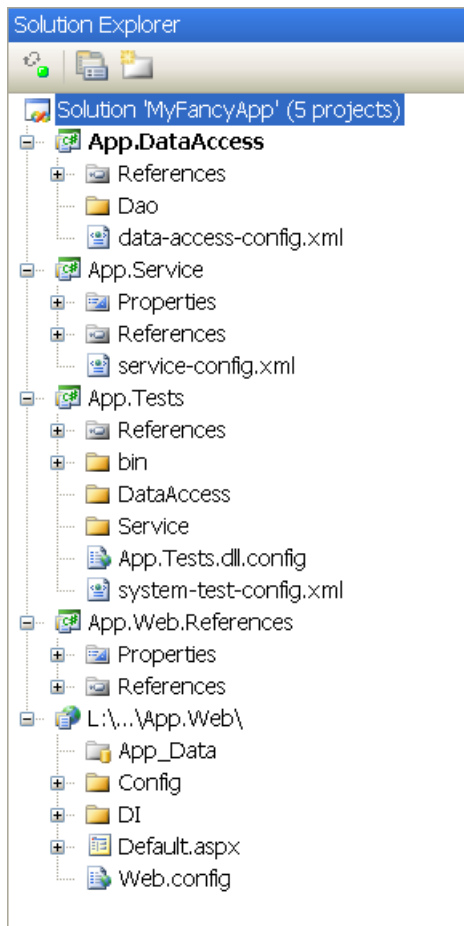 Solution Explorer
Solution 'MyFancyApp' (5 projects)
App.DataAccess
References
Dao
data-access-config.xml
App.Service
Properties
References
service-config.xml
App.Tests
References
bin
DataAccess
Service
App.Tests.dll.config
system-test-config.xml
App.Web.References
Properties
References
L:\...\App.Web\
App_Data
Config
DI
Default.aspx
Web.config